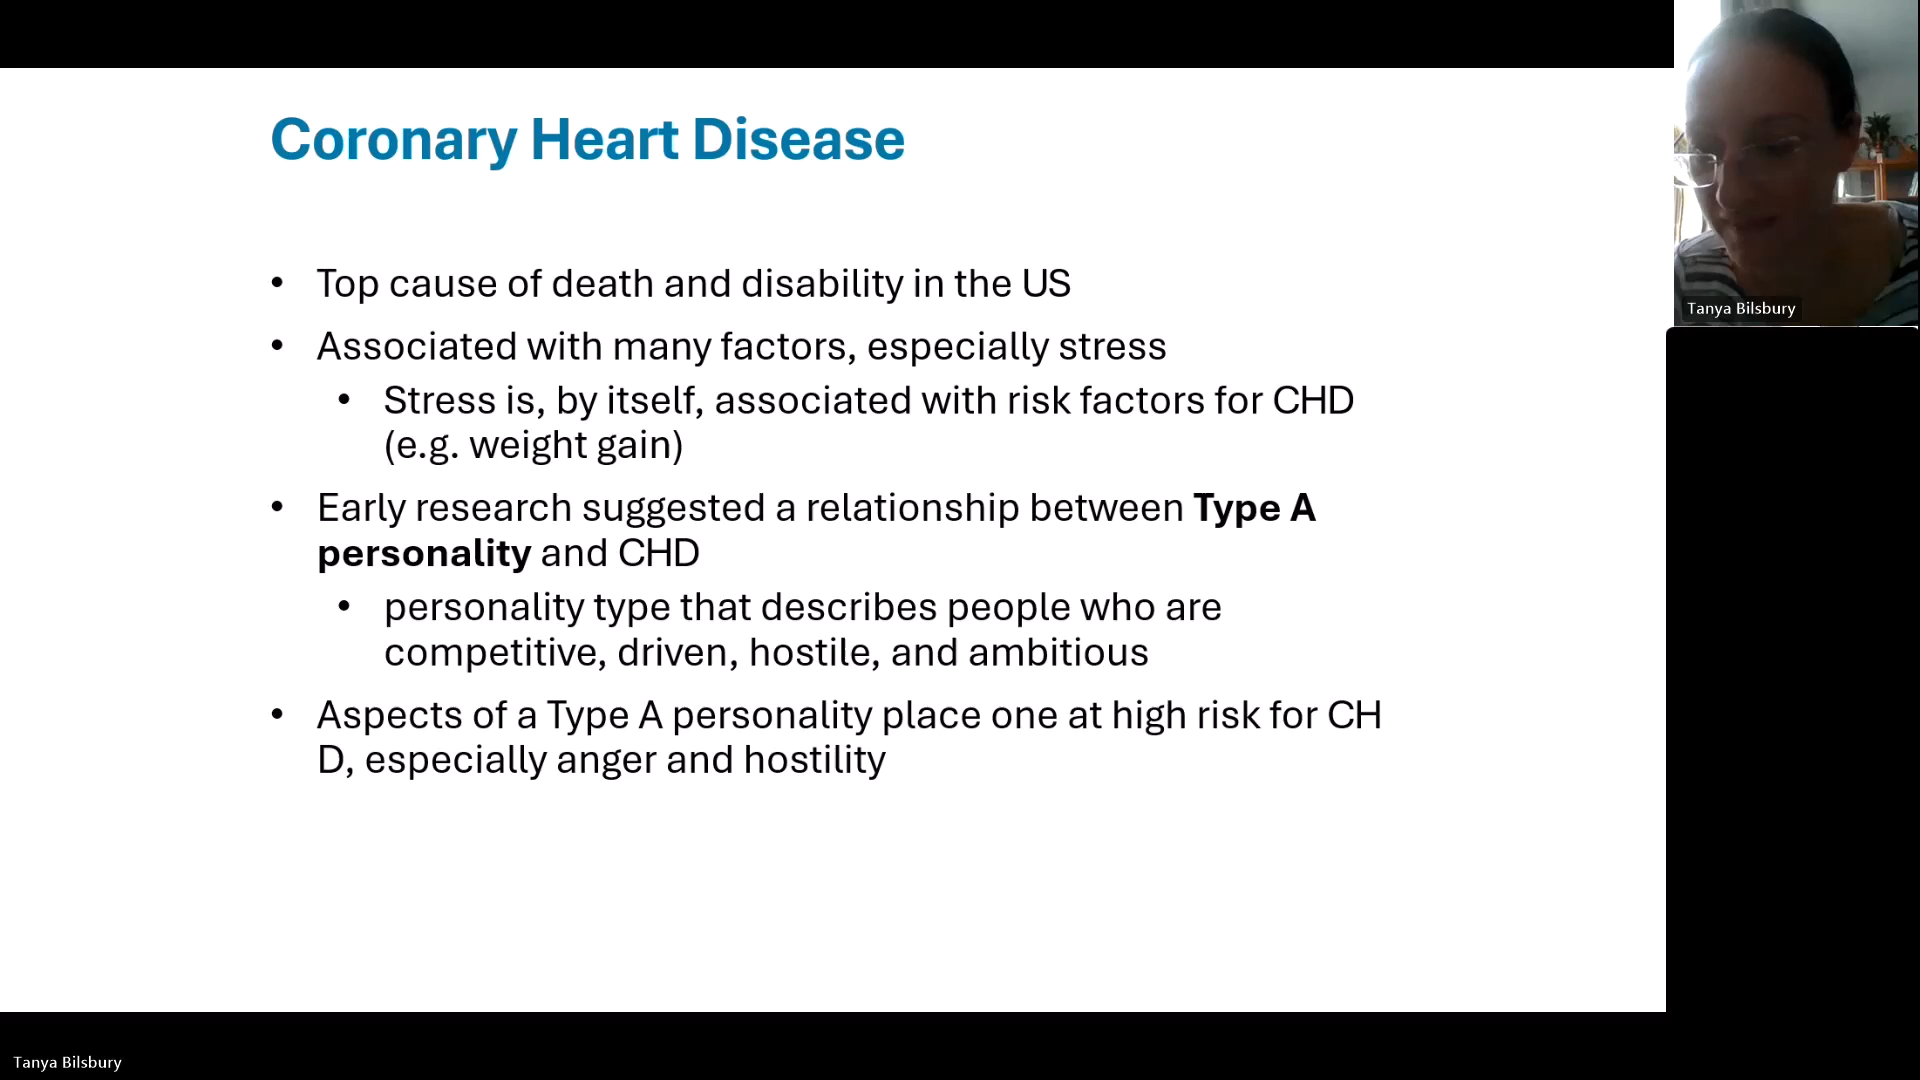 Coronary Heart Disease
• Top cause of death and disability in the US
• Associated with many factors, especially stress
• Stress is, by itself, associated with risk factors for CHD
(e.g. weight gain)
• Early research suggested a relationship between Type A
personality and CHD
• personality type that describes people who are
competitive, driven, hostile, and ambitious
• Aspects of a Type A personality place one at high risk for CH
D, especially anger and hostility
Tanya Bilsbury
Tanya Bilsbury